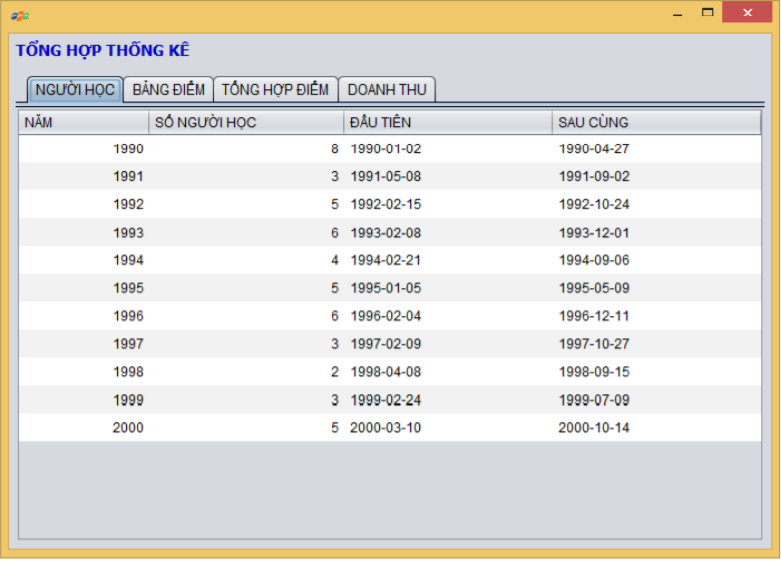 TỔNG HỢP THỐNG KÊ
NGƯỜI HỌC BẢNG ĐIỂM TỔNG HỢP ĐIỂM DOANH THU
NĂM SỐ NGƯỜI HỌC ĐẦU TIÊN SAU CÙNG
1990 8 1990-01-02 1990-04-27
1991 3 1991-05-08 1991-09-02
1992 5 1992-02-15 1992-10-24
1993 6 1993-02-08 1993-12-01
1994 4 1994-02-21 1994-09-06
1995 5 1995-01-05 1995-05-09
1996 6 1996-02-04 1996-12-11
1997 3 1997-02-09 1997-10-27
1998 2 1998-04-08 1998-09-15
1999 3 1999-02-24 1999-07-09
2000 5 2000-03-10 2000-10-14